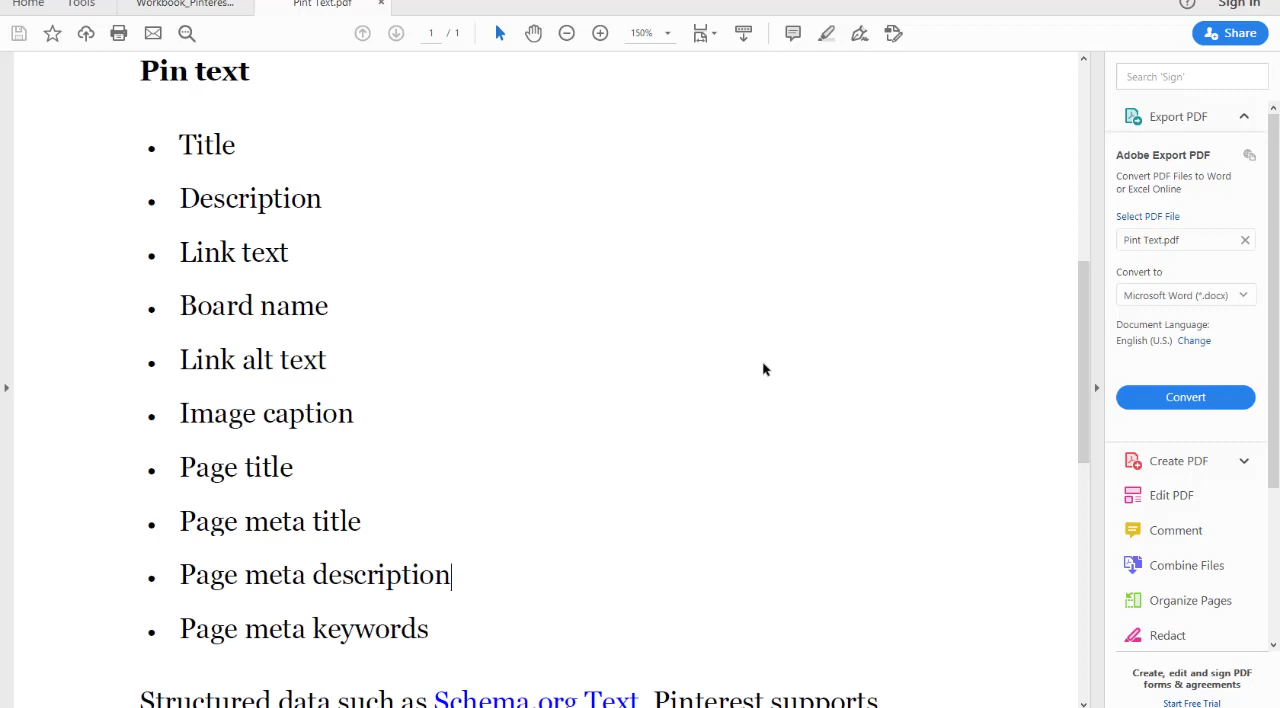 Home Tools Workbook_Pinteres... Pint Text.pdf × Sign In
1 / 1 150% Share
Pin text
• Title
• Description
• Link text
• Board name
• Link alt text
• Image caption
• Page title
• Page meta title
• Page meta description
• Page meta keywords
Structured data such as Schema.org Text. Pinterest supports
Search 'Sign'
Export PDF
Adobe Export PDF
Convert PDF Files to Word
or Excel Online
Select PDF File
Pint Text.pdf
Convert to
Microsoft Word (*.docx)
Document Language:
English (U.S.) Change
Convert
Create PDF
Edit PDF
Comment
Combine Files
Organize Pages
Redact
Create, edit and sign PDF
forms & agreements
Start Free Trial